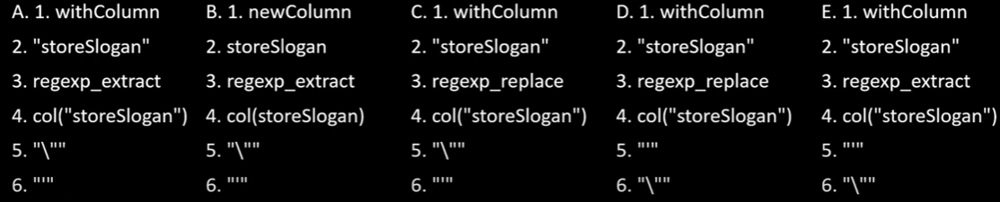 A. 1. withColumn
2. "storeSlogan"
3. regexp_extract
4. col("storeSlogan")
5. "\""
6. "'"
B. 1. newColumn
2. storeSlogan
3. regexp_extract
4. col(storeSlogan)
5. "\""
6. "'"
C. 1. withColumn
2. "storeSlogan"
3. regexp_replace
4. col("storeSlogan")
5. "\""
6. "'"
D. 1. withColumn
2. "storeSlogan"
3. regexp_replace
4. col("storeSlogan")
5. "'"
6. "\""
E. 1. withColumn
2. "storeSlogan"
3. regexp_extract
4. col("storeSlogan")
5. "'"
6. "\""